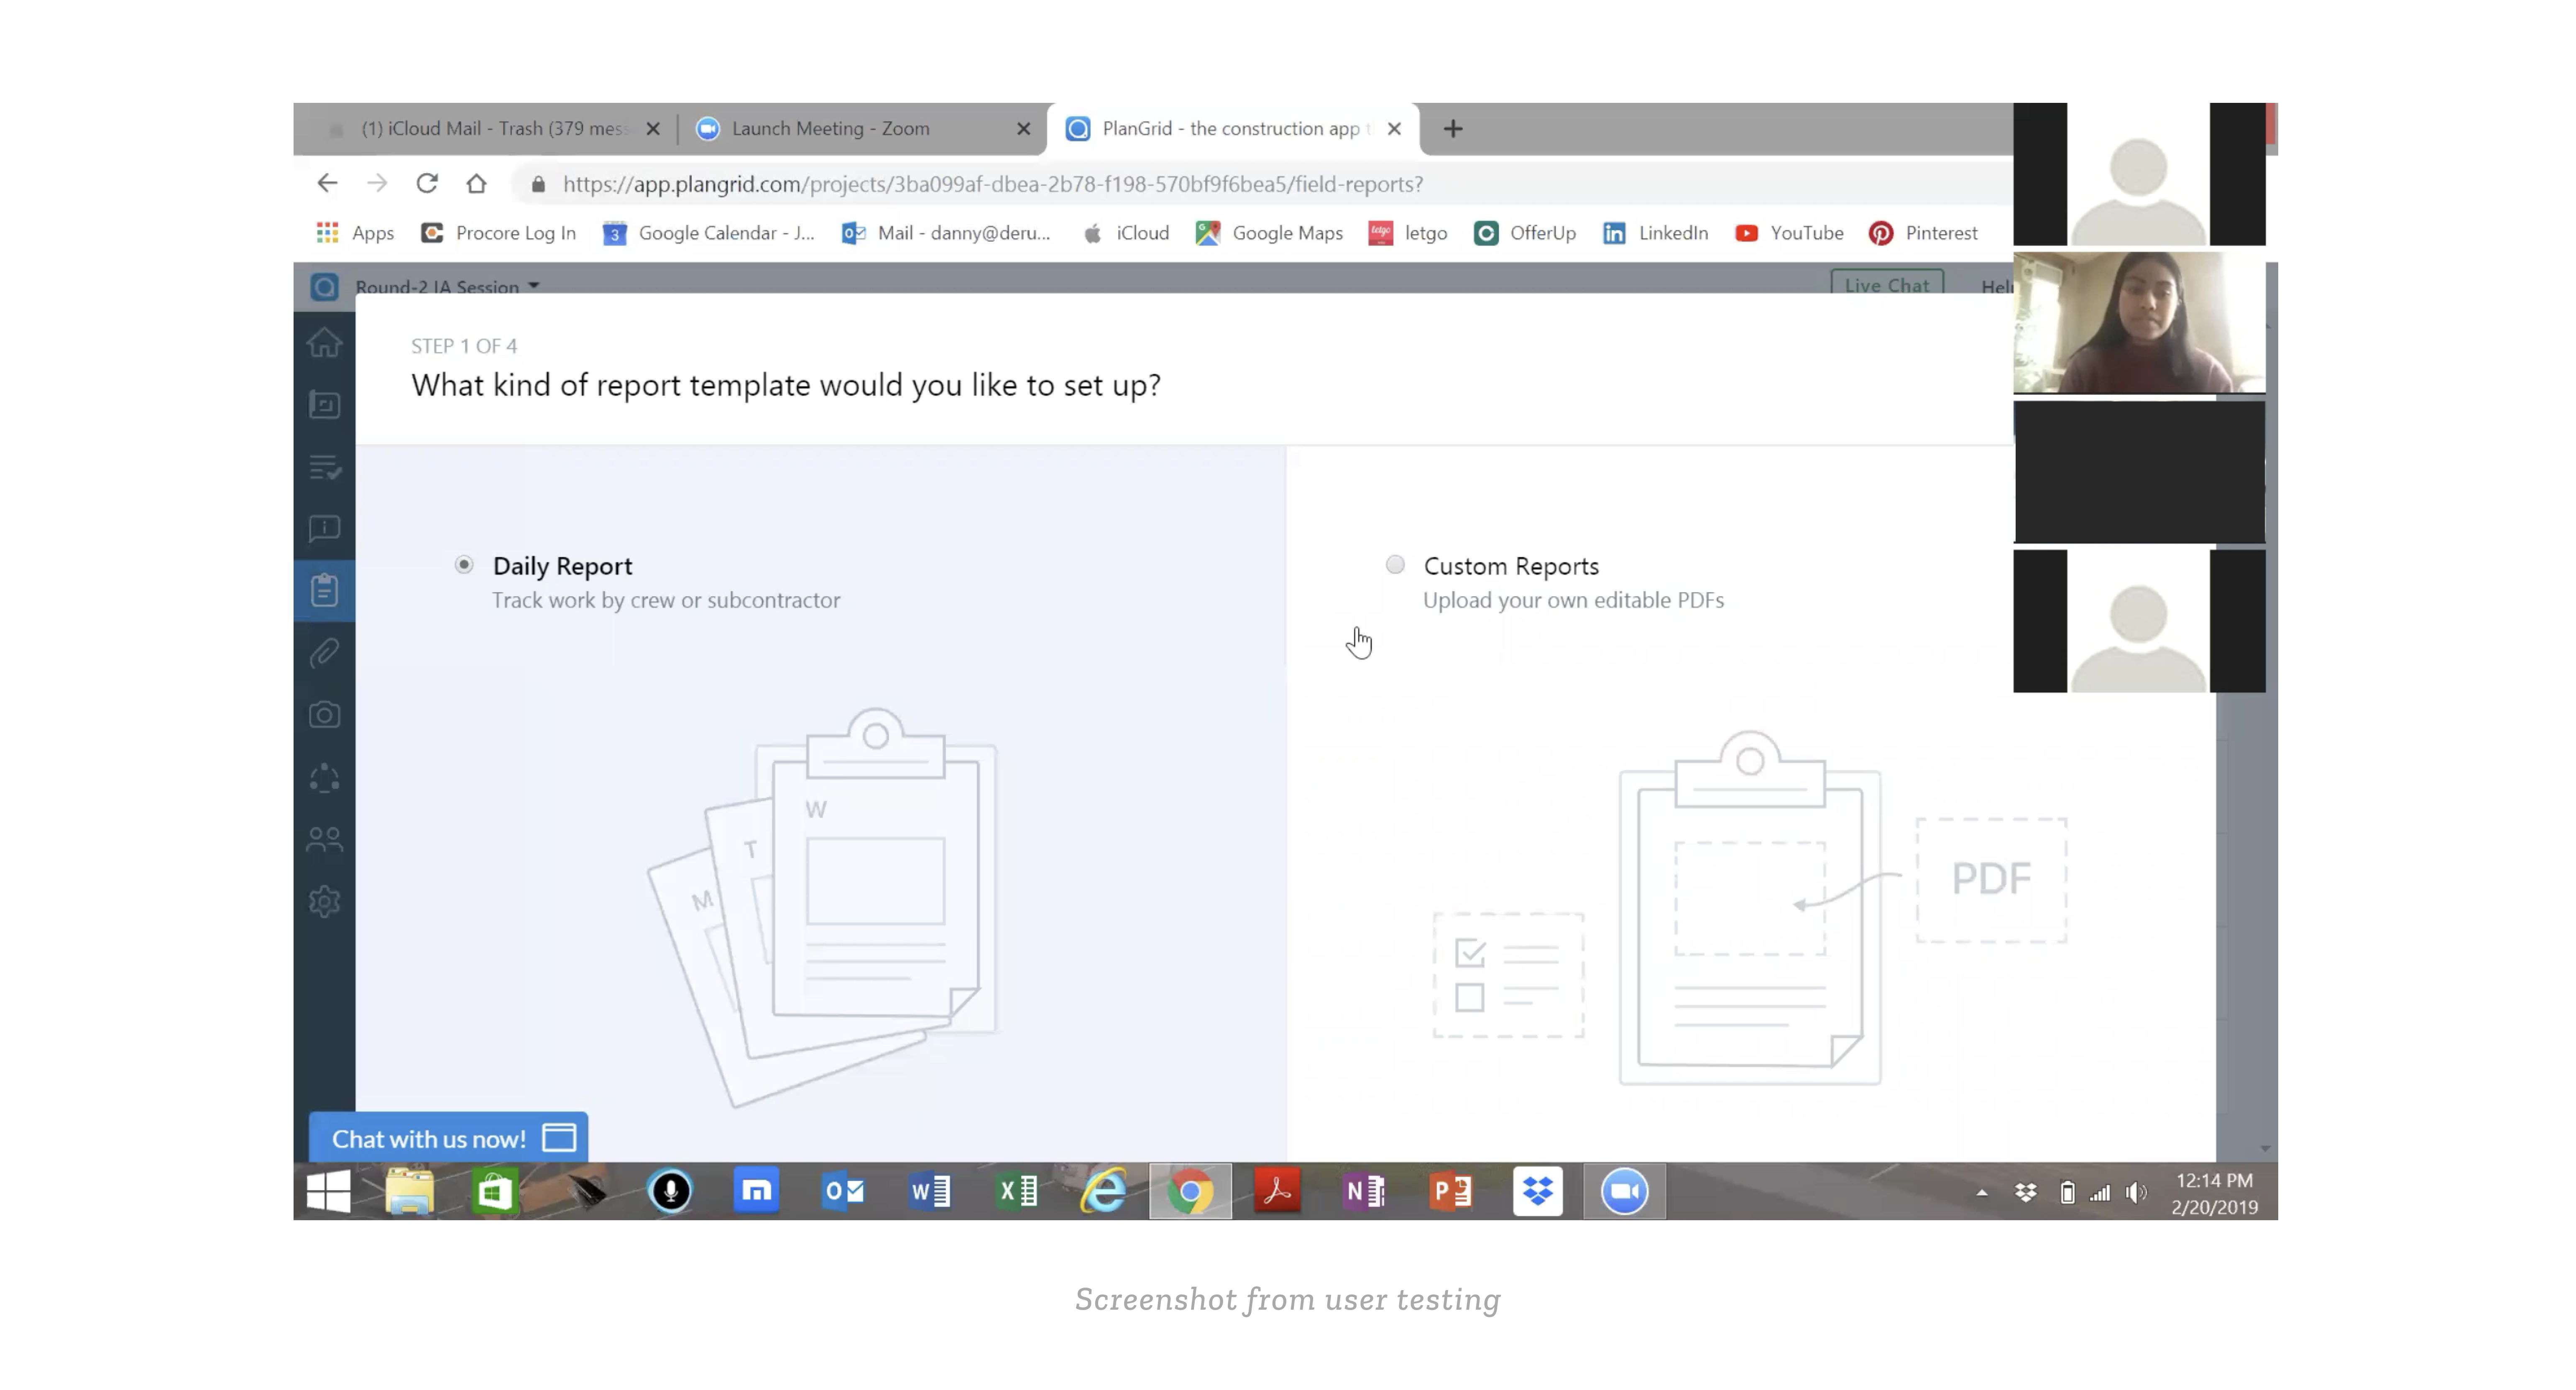 (1) iCloud Mail - Trash (379 mess
Launch Meeting - Zoom
PlanGrid - the construction app t
https://app.plangrid.com/projects/3ba099af-dbea-2b78-f198-570bf9f6bea5/field-reports?
Apps
Procore Log In
3
Google Calendar - J...
Mail - danny@deru...
iCloud
Google Maps
letgo
letgo
OfferUp
in
LinkedIn
YouTube
Pinterest
Round-2 IA Session
Live Chat
Hel
STEP 1 OF 4
What kind of report template would you like to set up?
Daily Report
Track work by crew or subcontractor
Custom Reports
Upload your own editable PDFs
W
T
M
PDF
Chat with us now!
12:14 PM
2/20/2019
Screenshot from user testing